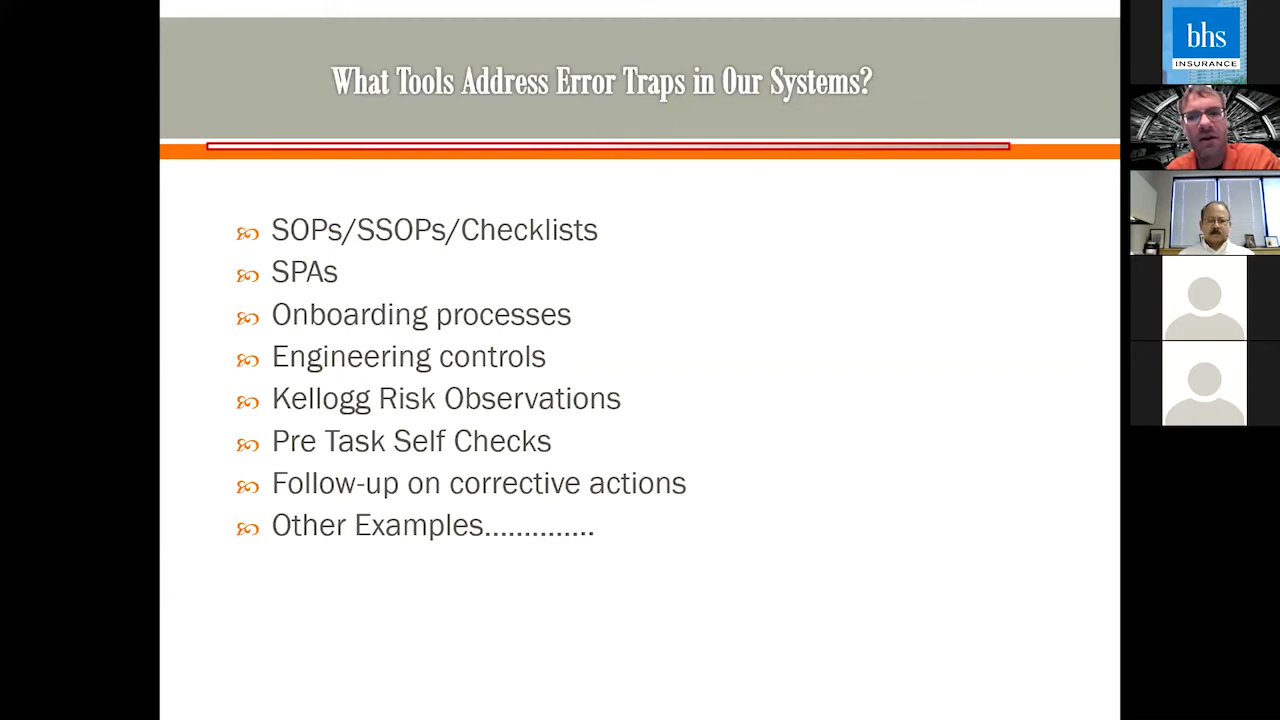 What Tools Address Error Traps in Our Systems?
SOPs/SSOPs/Checklists
SPAs
Onboarding processes
Engineering controls
Kellogg Risk Observations
Pre Task Self Checks
Follow-up on corrective actions
Other Examples..............
bhs
INSURANCE